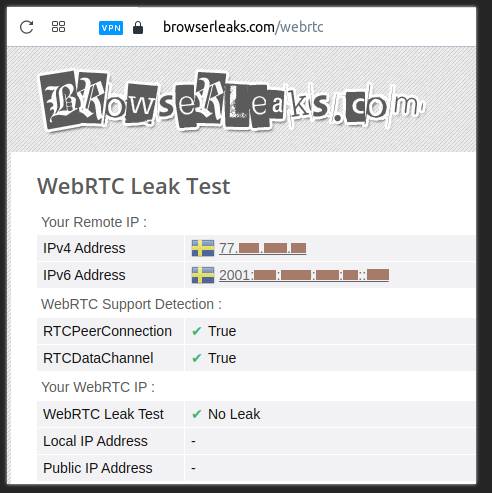 VPN browserleaks.com/webrtc
BRowseRLeaks.com
WebRTC Leak Test
Your Remote IP :
IPv4 Address 77.
IPv6 Address 2001:
WebRTC Support Detection :
RTCPeerConnection ✔ True
RTCDataChannel ✔ True
Your WebRTC IP :
WebRTC Leak Test ✔ No Leak
Local IP Address -
Public IP Address -